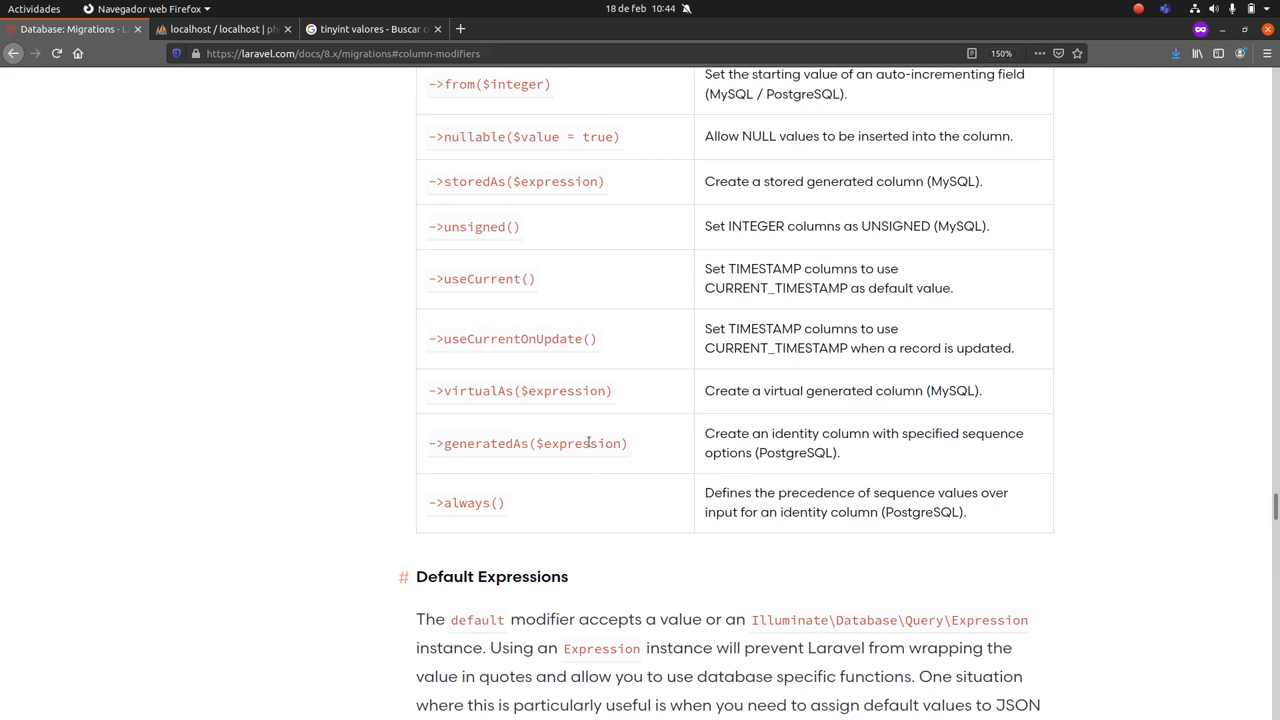 Actividades
Navegador web Firefox
18 de feb 10:44
Database: Migrations - La
localhost / localhost | ph
tinyint valores - Buscar c
https://laravel.com/docs/8.x/migrations#column-modifiers
150%
->from($integer)
Set the starting value of an auto-incrementing field
(MySQL / PostgreSQL).
->nullable($value = true)
Allow NULL values to be inserted into the column.
->storedAs($expression)
Create a stored generated column (MySQL).
->unsigned()
Set INTEGER columns as UNSIGNED (MySQL).
->useCurrent()
Set TIMESTAMP columns to use
CURRENT_TIMESTAMP as default value.
->useCurrentOnUpdate()
Set TIMESTAMP columns to use
CURRENT_TIMESTAMP when a record is updated.
->virtualAs($expression)
Create a virtual generated column (MySQL).
->generatedAs($expression)
Create an identity column with specified sequence
options (PostgreSQL).
->always()
Defines the precedence of sequence values over
input for an identity column (PostgreSQL).
# Default Expressions
The default modifier accepts a value or an Illuminate\Database\Query\Expression
instance. Using an Expression instance will prevent Laravel from wrapping the
value in quotes and allow you to use database specific functions. One situation
where this is particularly useful is when you need to assign default values to JSON